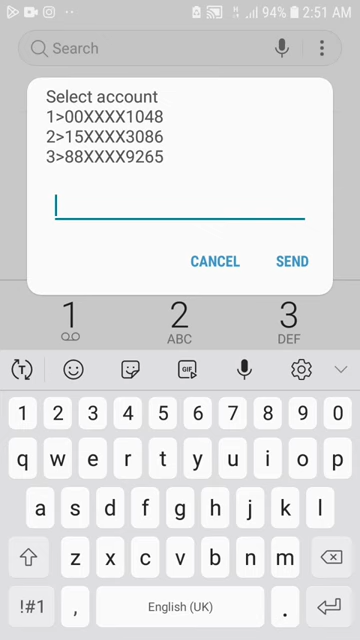 94% 2:51 AM
Search
Select account
1>00XXXX1048
2>15XXXX3086
3>88XXXX9265
CANCEL SEND
1 2 3
ABC DEF
T GIF
1 2 3 4 5 6 7 8 9 0
q w e r t y u i o p
a s d f g h j k l
z x c v b n m
!#1 , English (UK) .